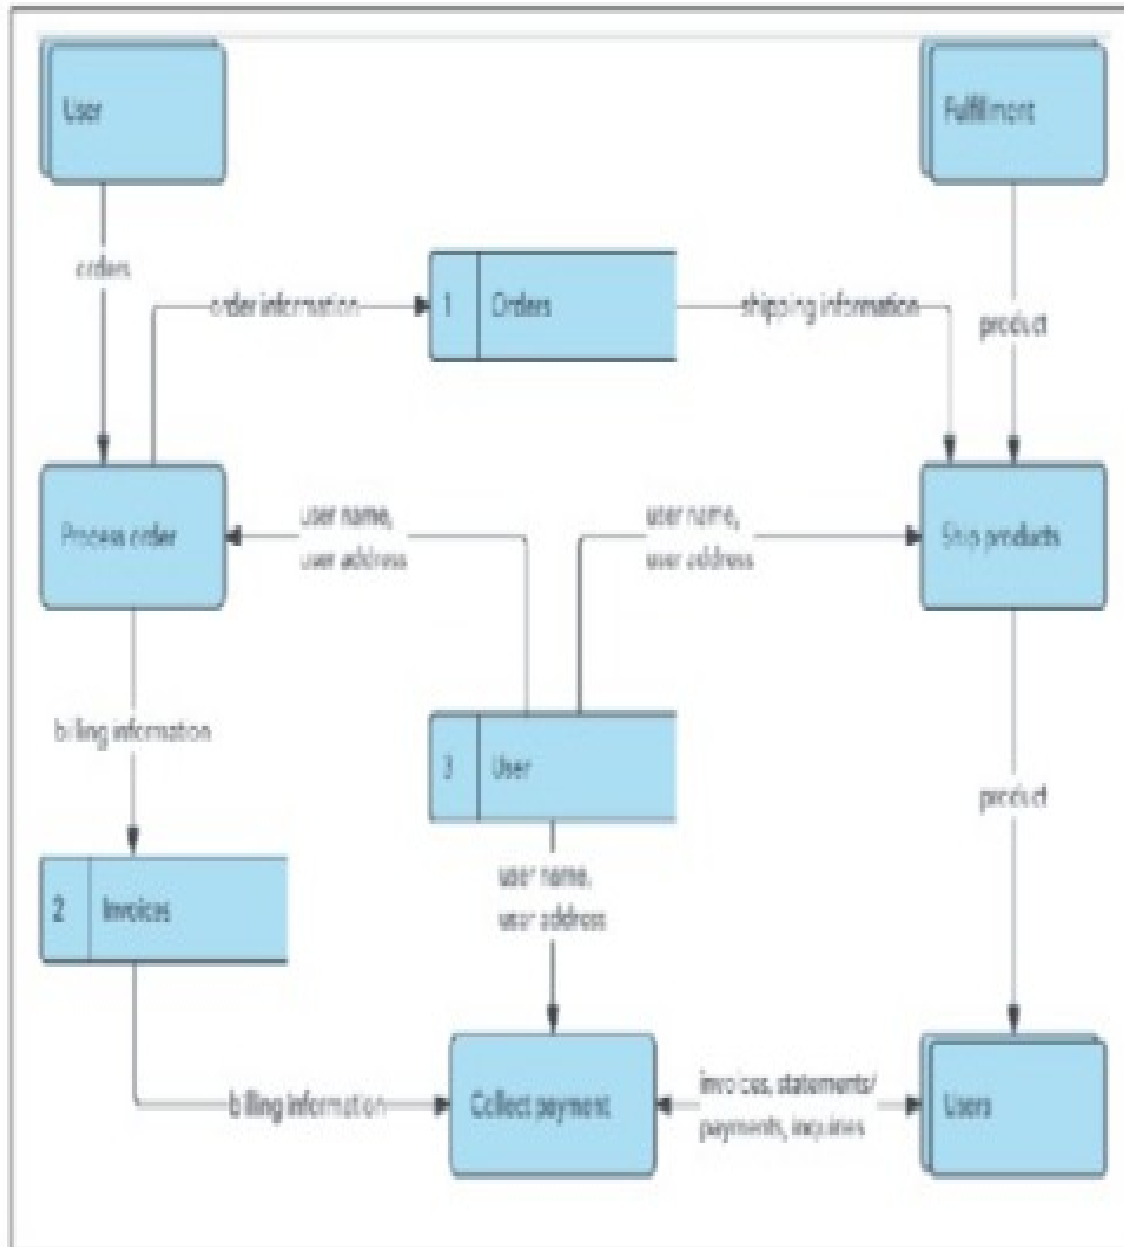 User
Fulfillment
orders
order information
1
Orders
shipping information
product
Process order
user name,
user address
user name,
user address
Ship products
billing information
3
User
product
user name,
user address
2
Invoices
billing information
Collect payment
invoices, statements/
payments, inquires
Users